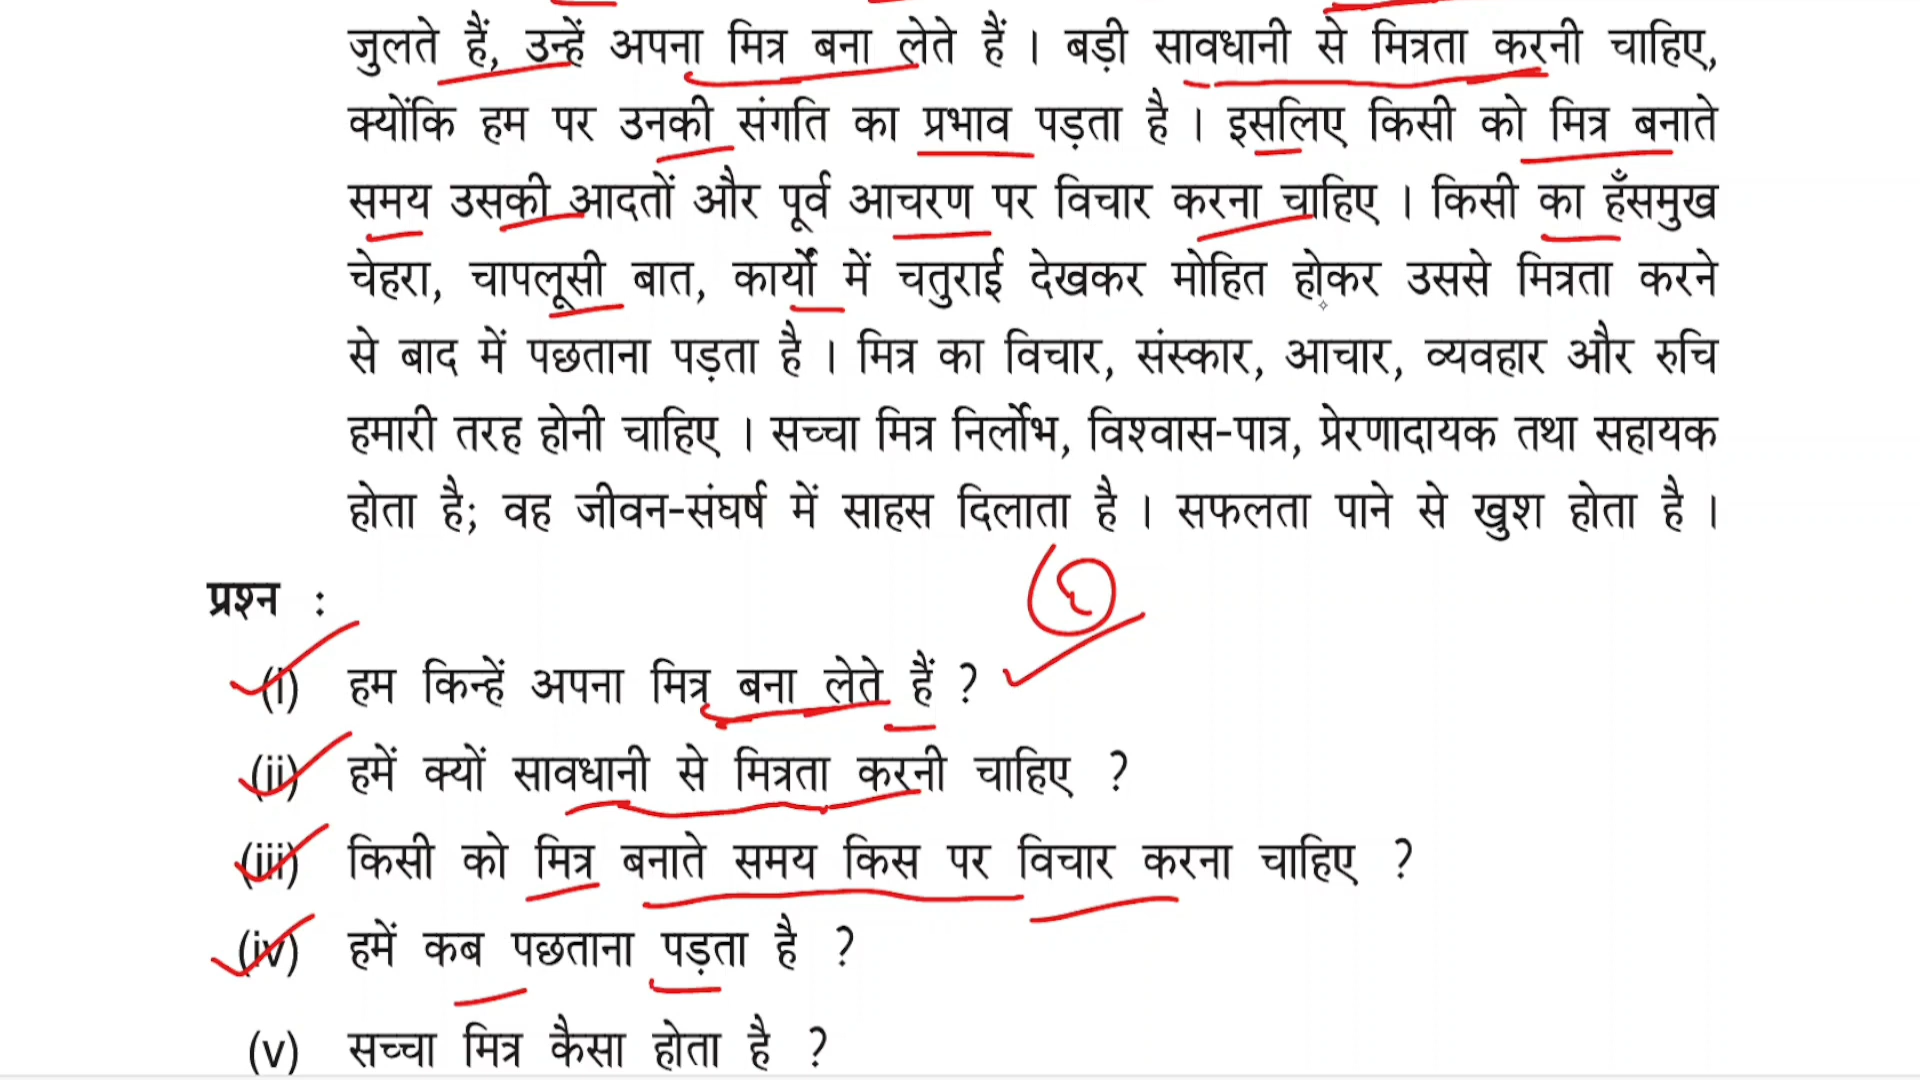 जुलते हैं, उन्हें अपना मित्र बना लेते हैं । बड़ी सावधानी से मित्रता करनी चाहिए,
क्योंकि हम पर उनकी संगति का प्रभाव पड़ता है । इसलिए किसी को मित्र बनाते
समय उसकी आदतों और पूर्व आचरण पर विचार करना चाहिए । किसी का हँसमुख
चेहरा, चापलूसी बात, कार्यों में चतुराई देखकर मोहित होकर उससे मित्रता करने
से बाद में पछताना पड़ता है । मित्र का विचार, संस्कार, आचार, व्यवहार और रुचि
हमारी तरह होनी चाहिए । सच्चा मित्र निर्लोभ, विश्वास-पात्र, प्रेरणादायक तथा सहायक
होता है; वह जीवन-संघर्ष में साहस दिलाता है । सफलता पाने से खुश होता है ।
प्रश्न :
(i) हम किन्हें अपना मित्र बना लेते हैं ?
(ii) हमें क्यों सावधानी से मित्रता करनी चाहिए ?
(iii) किसी को मित्र बनाते समय किस पर विचार करना चाहिए ?
(iv) हमें कब पछताना पड़ता है ?
(v) सच्चा मित्र कैसा होता है ?